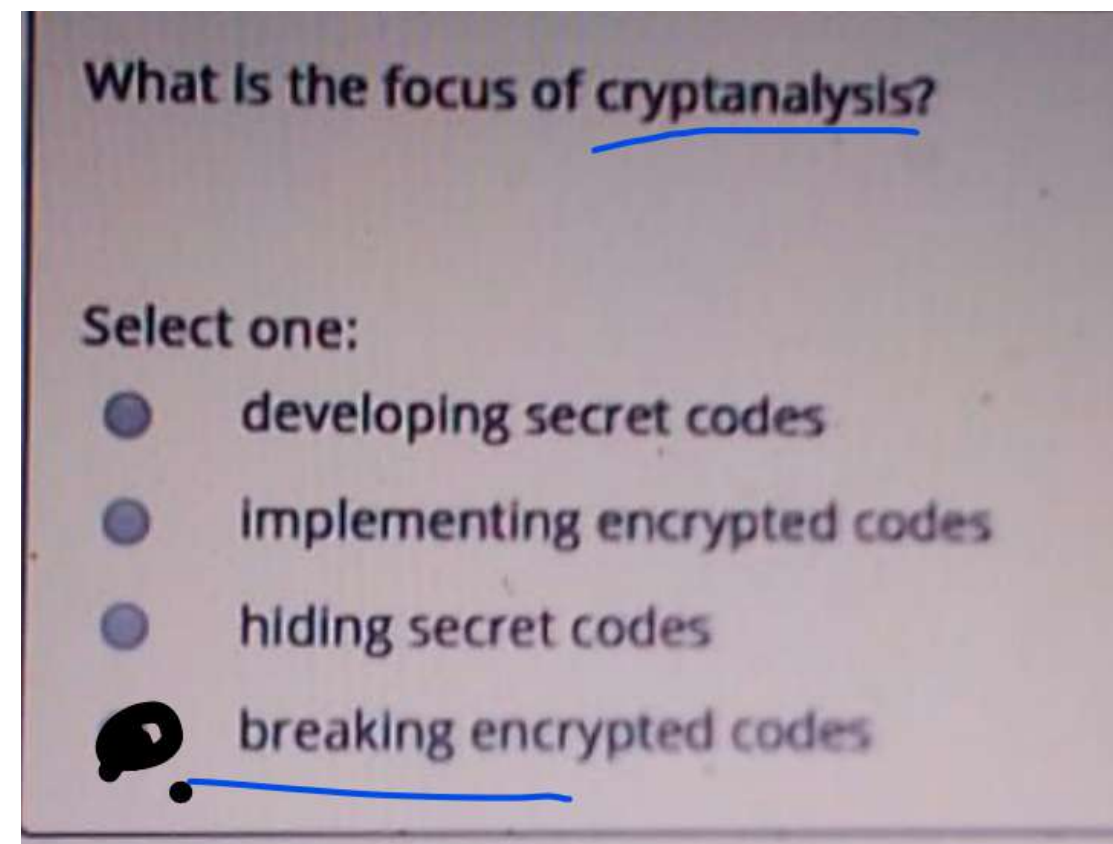 What is the focus of cryptanalysis?
Select one:
developing secret codes
implementing encrypted codes
hiding secret codes
breaking encrypted codes